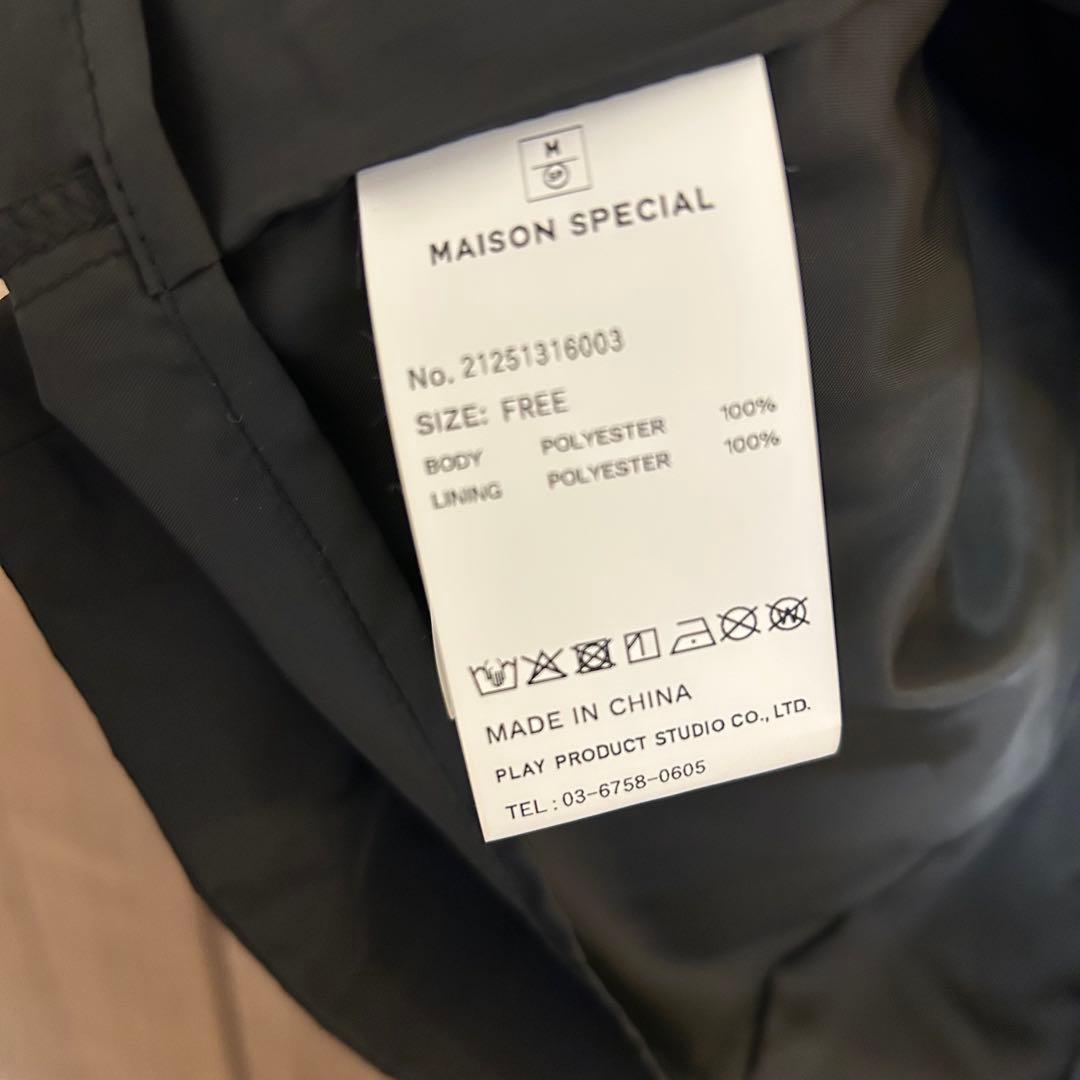 M
SP
MAISON SPECIAL
No. 21251316003
SIZE: FREE
BODY POLYESTER 100%
LINING POLYESTER 100%
W
MADE IN CHINA
PLAY PRODUCT STUDIO CO., LTD.
TEL : 03-6758-0605